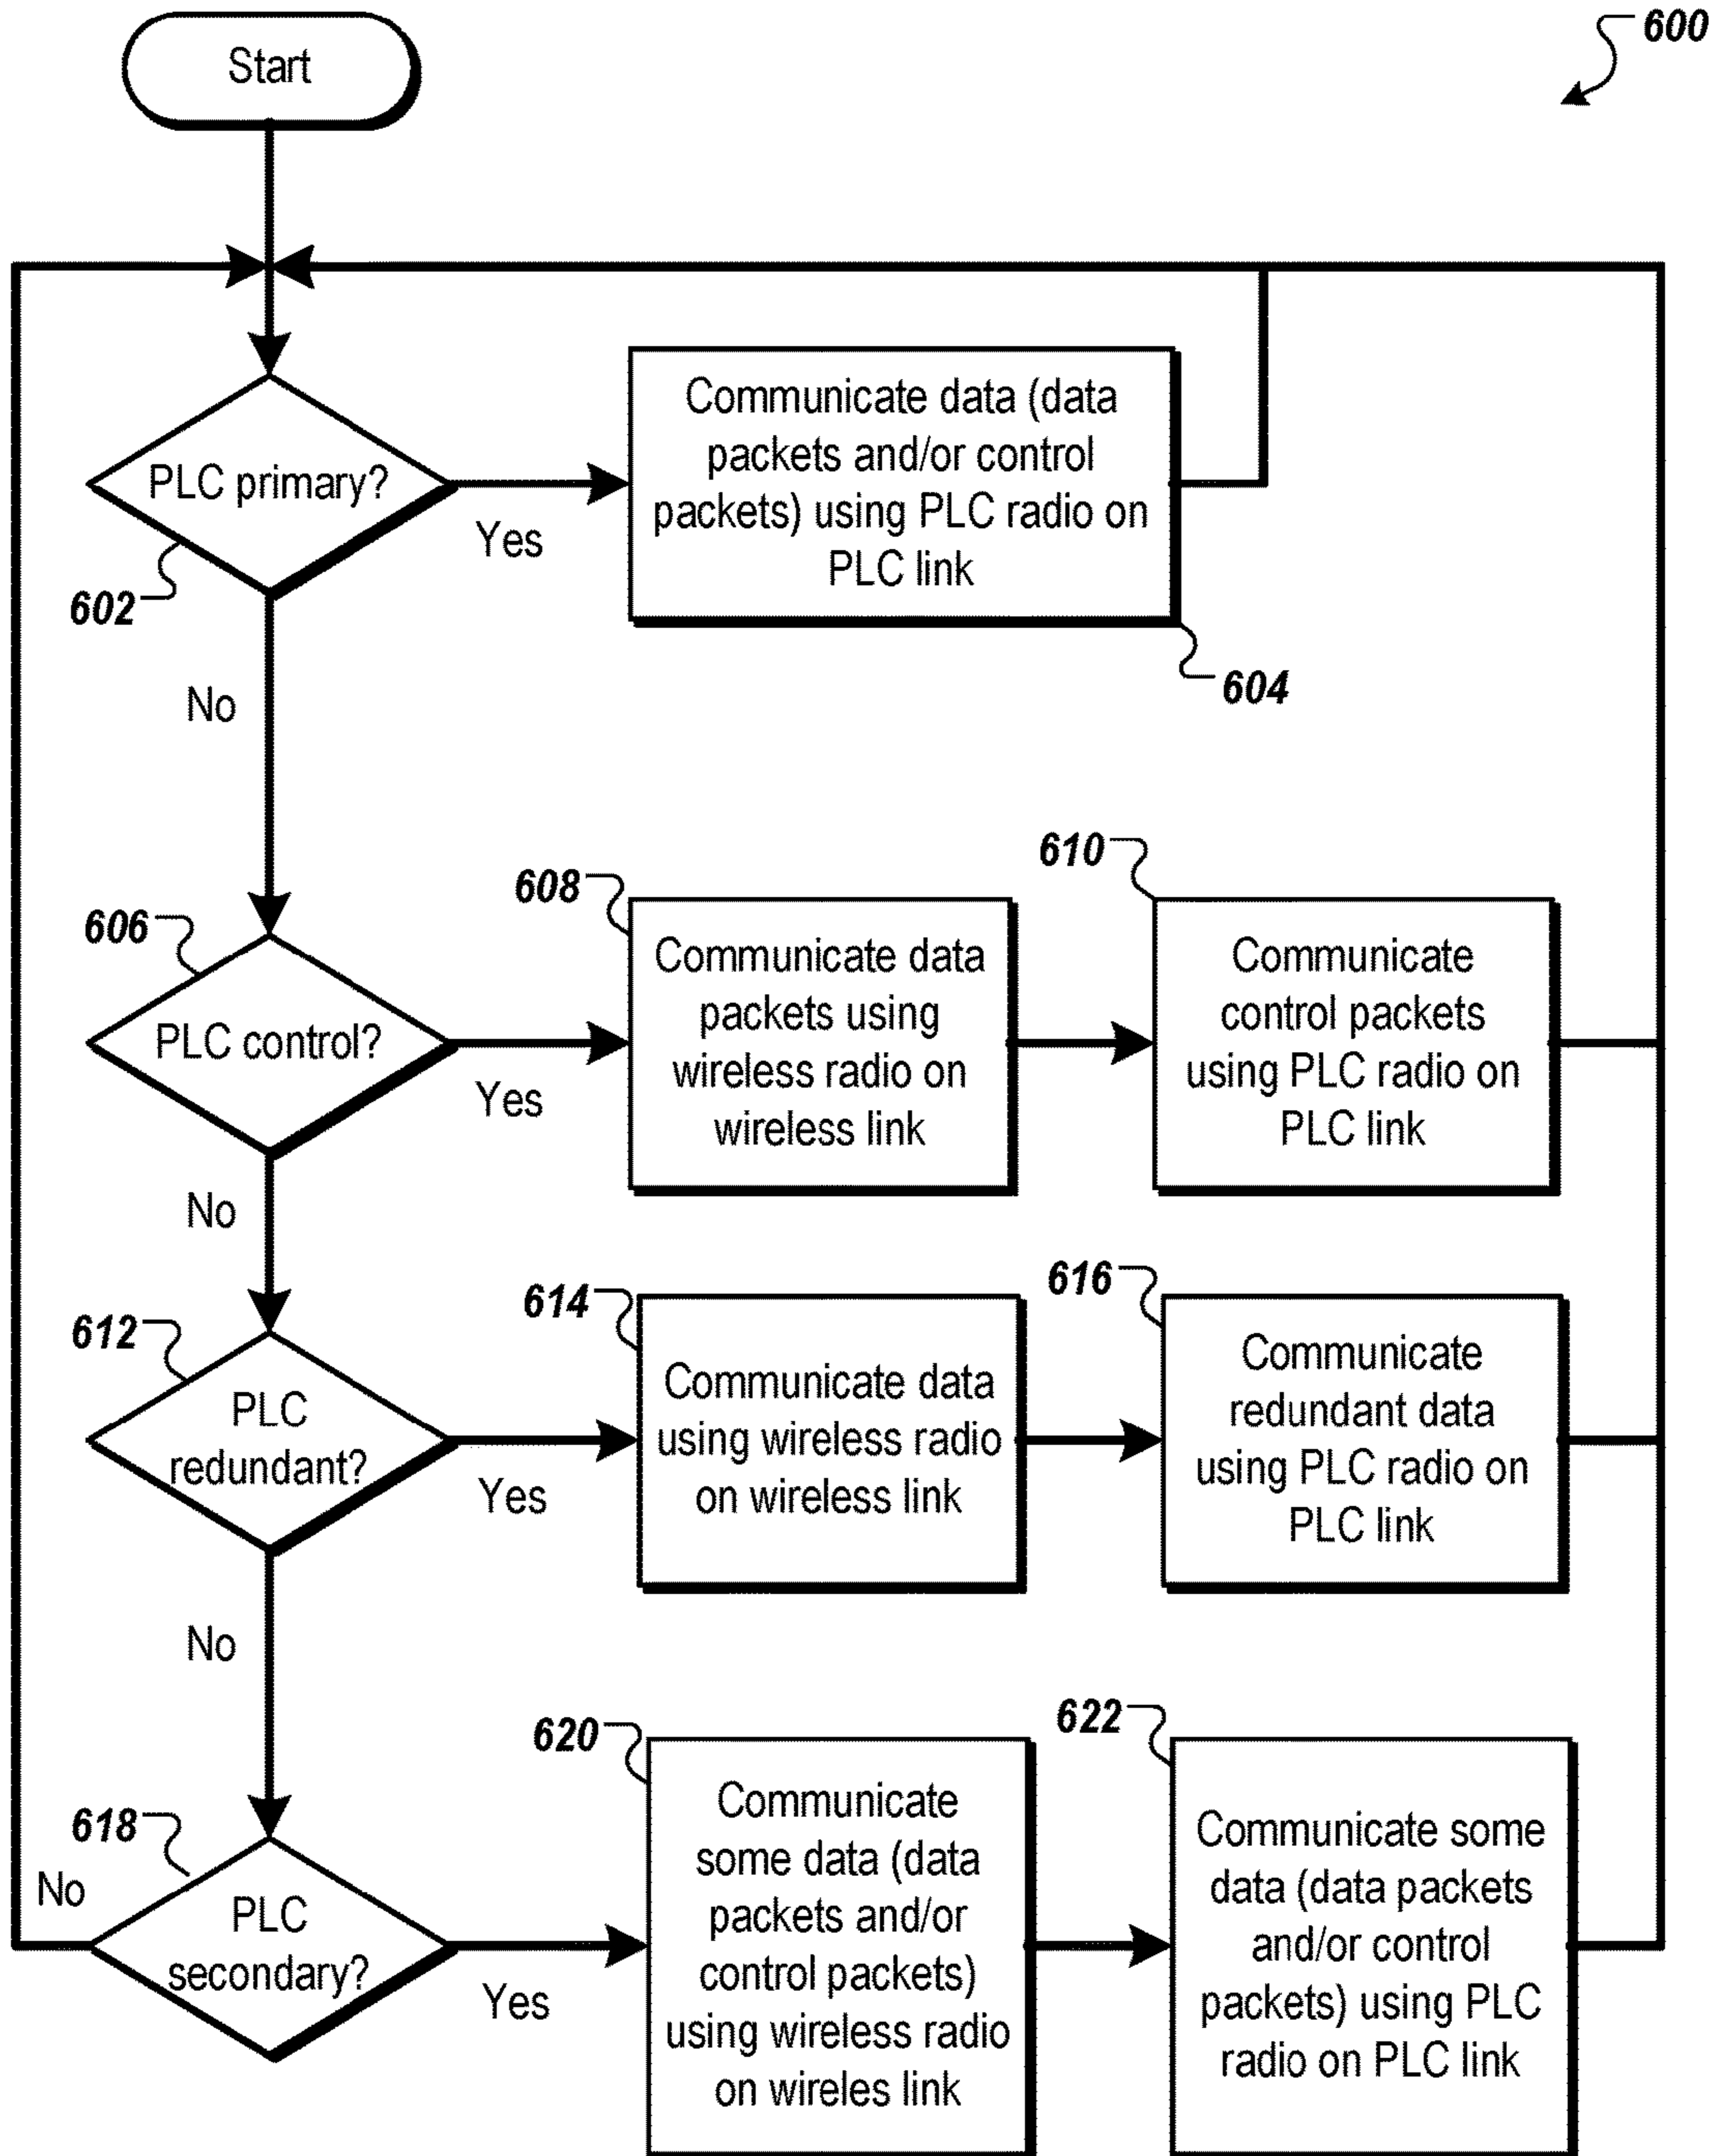 600
Start
PLC primary?
602
Yes
No
Communicate data (data
packets and/or control
packets) using PLC radio on
PLC link
604
606
PLC control?
Yes
No
608
Communicate data
packets using
wireless radio on
wireless link
610
Communicate
control packets
using PLC radio on
PLC link
612
PLC
redundant?
Yes
No
614
Communicate data
using wireless radio
on wireless link
616
Communicate
redundant data
using PLC radio on
PLC link
618
No
PLC
secondary?
Yes
620
Communicate
some data (data
packets and/or
control packets)
using wireless radio
on wireles link
622
Communicate some
data (data packets
and/or control
packets) using PLC
radio on PLC link